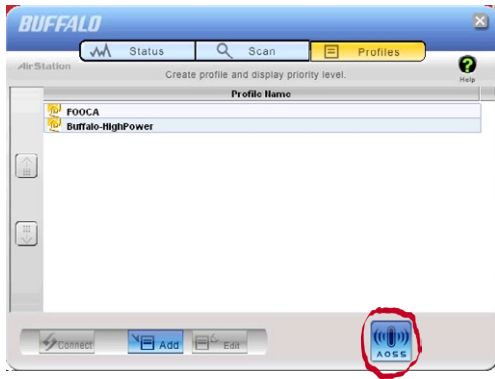 BUFFALO
Status Scan Profiles
AirStation
Create profile and display priority level.
Help
Profile Name
FOOCA
Buffalo-HighPower
Connect Add Edit
AOSS